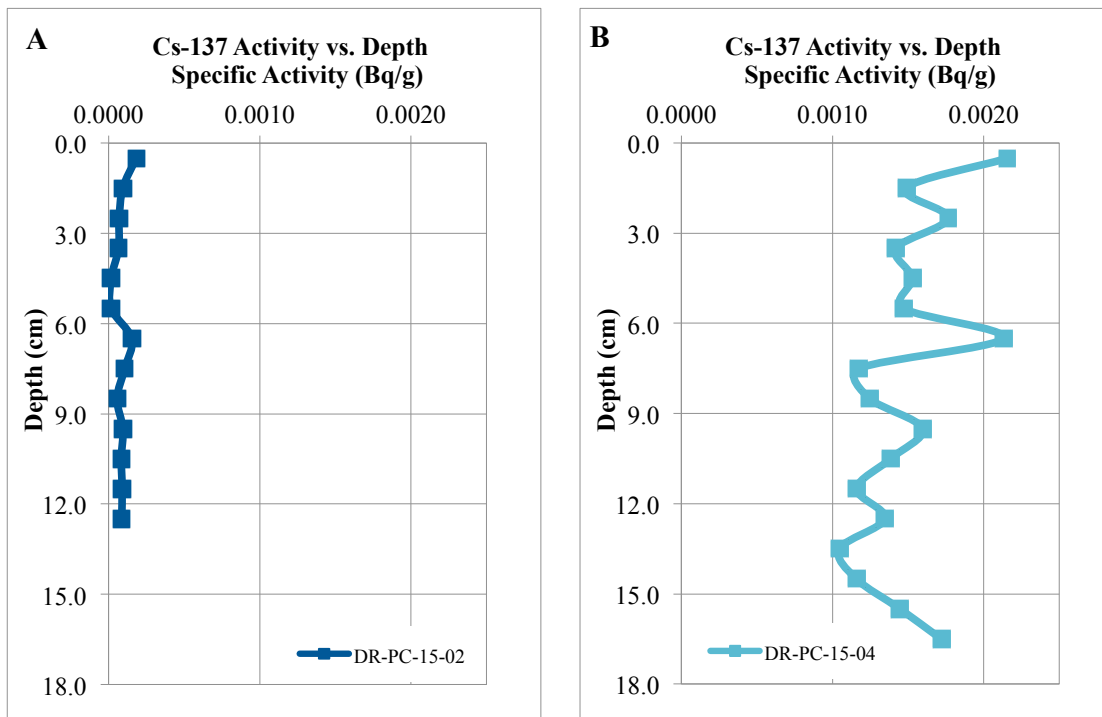 A
Cs-137 Activity vs. Depth
Specific Activity (Bq/g)
0.0000 0.0010 0.0020
0.0
3.0
6.0
9.0
12.0
15.0
18.0
Depth (cm)
DR-PC-15-02
B
Cs-137 Activity vs. Depth
Specific Activity (Bq/g)
0.0000 0.0010 0.0020
0.0
3.0
6.0
9.0
12.0
15.0
18.0
Depth (cm)
DR-PC-15-04